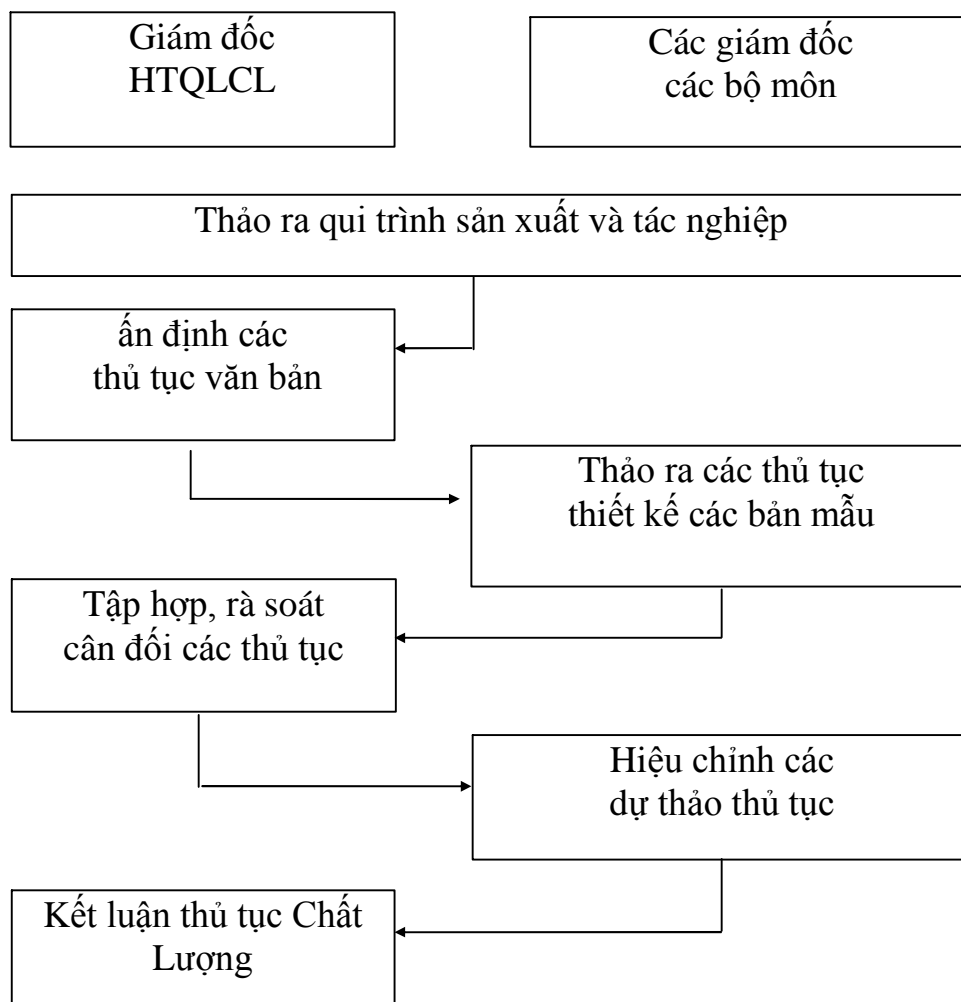 Giám đốc
HTQLCL
Các giám đốc
các bộ môn
Thảo ra qui trình sản xuất và tác nghiệp
ấn định các
thủ tục văn bản
Thảo ra các thủ tục
thiết kế các bản mẫu
Tập hợp, rà soát
cân đối các thủ tục
Hiệu chỉnh các
dự thảo thủ tục
Kết luận thủ tục Chất
Lượng